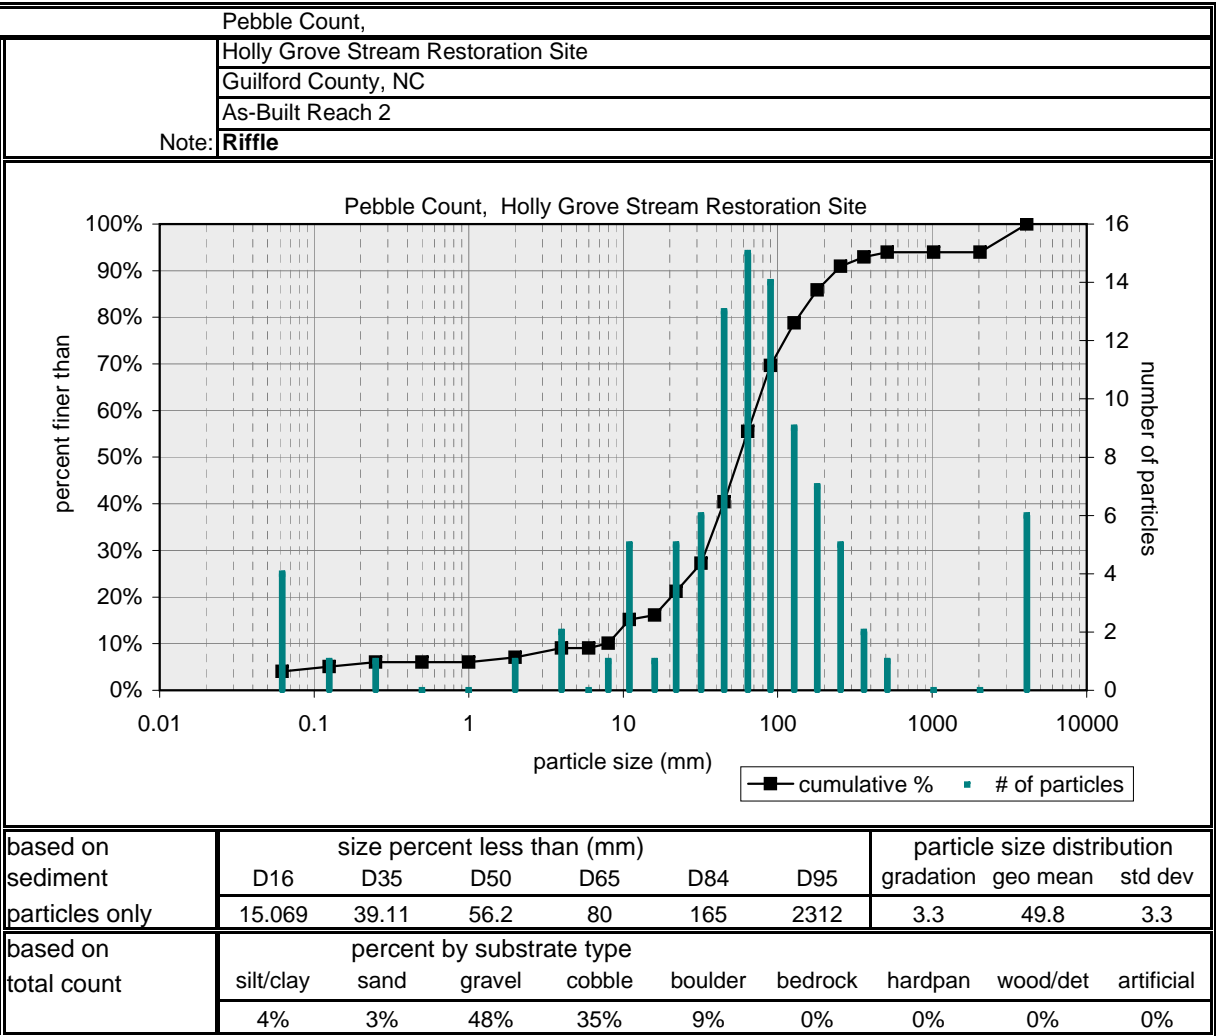 Pebble Count,
Holly Grove Stream Restoration Site
Guilford County, NC
As-Built Reach 2
Note: Riffle
Pebble Count, Holly Grove Stream Restoration Site
100%
90%
80%
70%
60%
50%
40%
30%
20%
10%
0%
percent finer than
16
14
12
10
8
6
4
2
0
number of particles
0.01 0.1 1 10 100 1000 10000
particle size (mm)
cumulative % # of particles
based on size percent less than (mm) particle size distribution
sediment D16 D35 D50 D65 D84 D95 gradation geo mean std dev
particles only 15.069 39.11 56.2 80 165 2312 3.3 49.8 3.3
based on percent by substrate type
total count silt/clay sand gravel cobble boulder bedrock hardpan wood/det artificial
4% 3% 48% 35% 9% 0% 0% 0% 0%